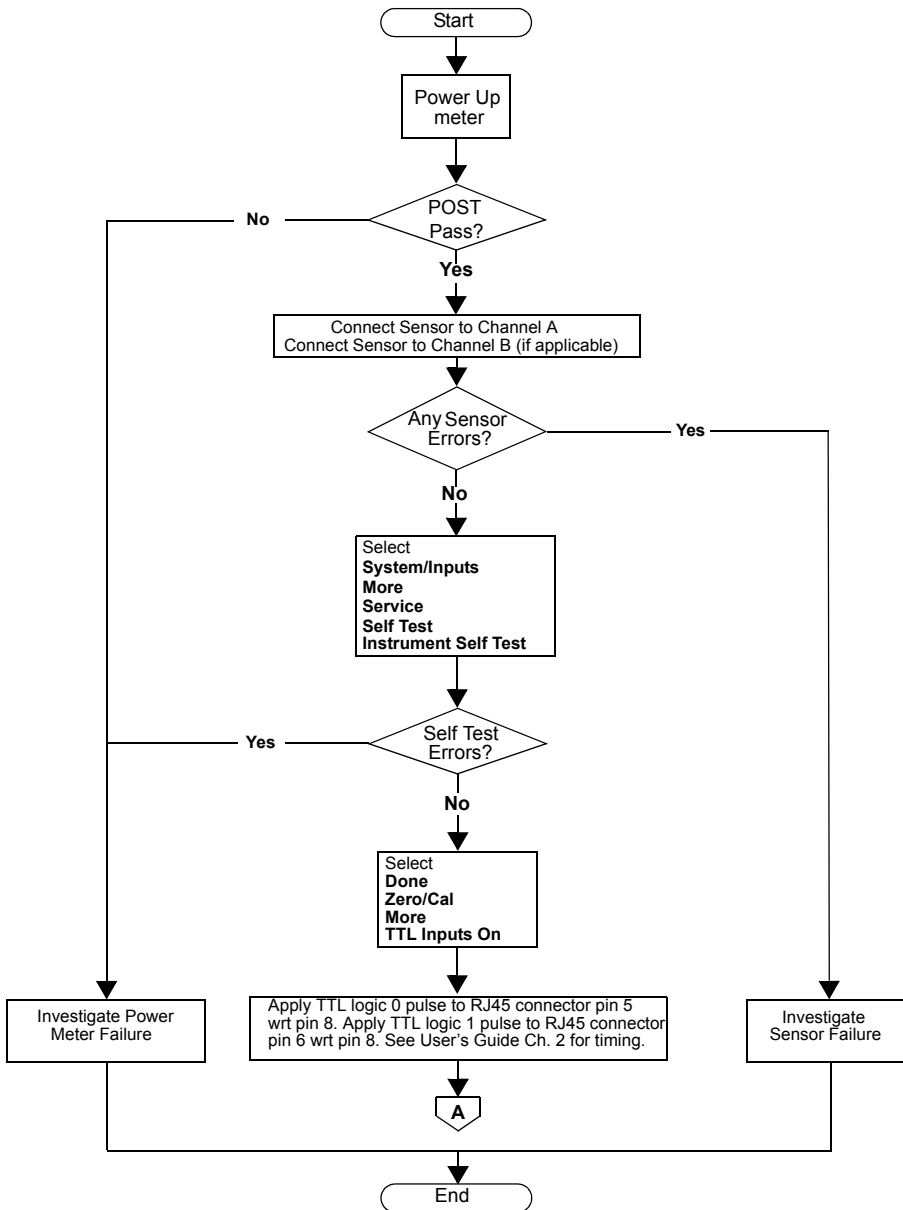 Start
Power Up
meter
POST
Pass?
No
Yes
Connect Sensor to Channel A
Connect Sensor to Channel B (if applicable)
Any Sensor
Errors?
Yes
No
Select
System/Inputs
More
Service
Self Test
Instrument Self Test
Self Test
Errors?
Yes
No
Select
Done
Zero/Cal
More
TTL Inputs On
Investigate Power
Meter Failure
Apply TTL logic 0 pulse to RJ45 connector pin 5
wrt pin 8. Apply TTL logic 1 pulse to RJ45 connector
pin 6 wrt pin 8. See User's Guide Ch. 2 for timing.
Investigate
Sensor Failure
A
End